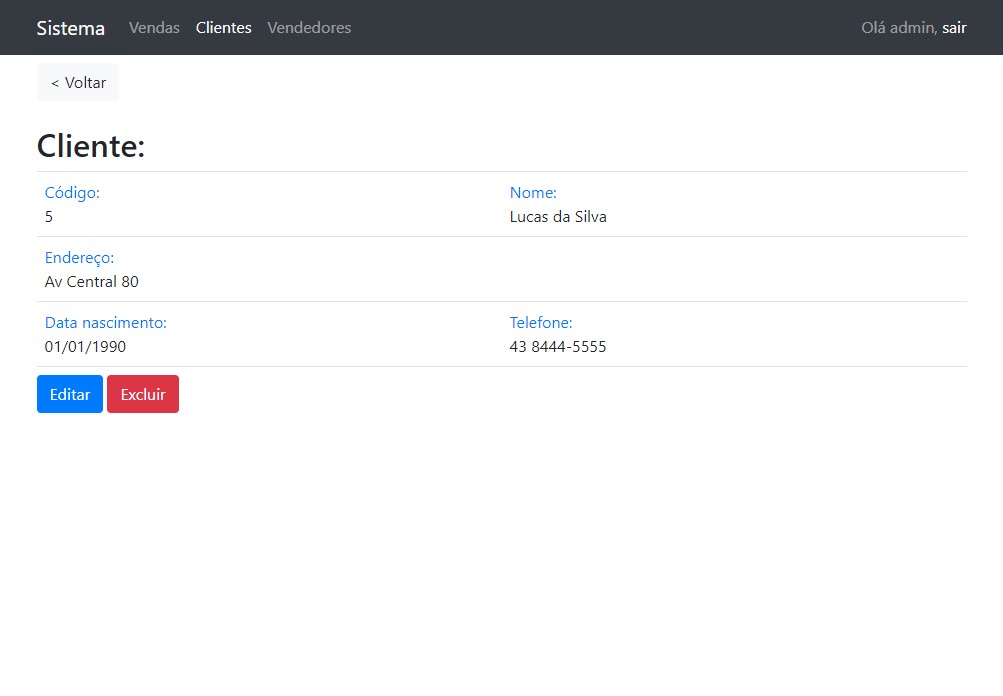 Sistema Vendas Clientes Vendedores Olá admin, sair
< Voltar
Cliente:
Código: Nome:
5 Lucas da Silva
Endereço:
Av Central 80
Data nascimento: Telefone:
01/01/1990 43 8444-5555
Editar Excluir